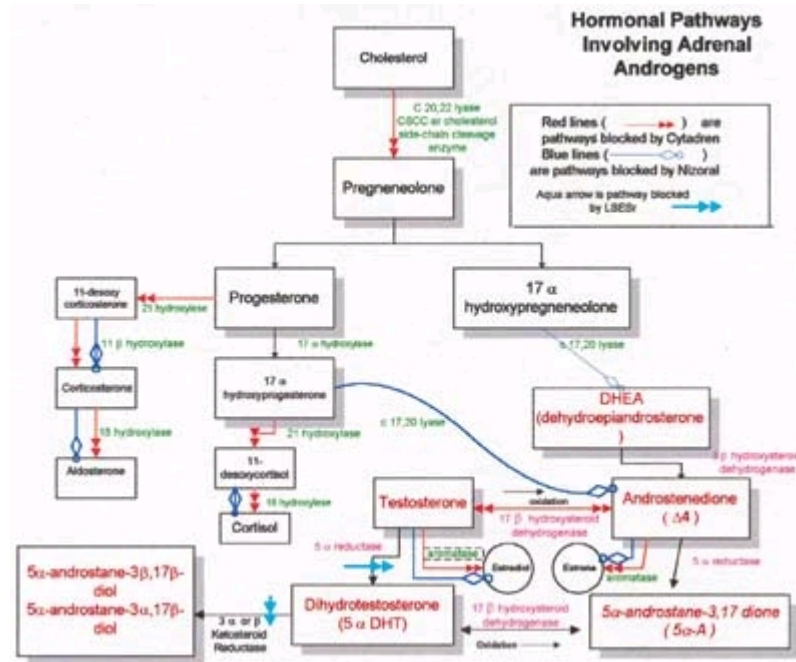 Hormonal Pathways
Involving Adrenal
Androgens
Cholesterol
C 20,22 lyase
CSCC or cholesterol
side-chain cleavage
enzyme
Red lines ( ) are
pathways blocked by Cytadren
Blue lines ( )
are pathways blocked by Nizoral
Aqua arrow is pathway blocked
by LSESr
Pregneneolone
11-desoxy
corticosterone
21 hydroxylase
Progesterone
17 α
hydroxypregneneolone
11 β hydroxylase
17 α hydroxylase
c 17,20 lyase
Corticosterone
17 α
hydroxyprogesterone
DHEA
(dehydroepiandrosterone
)
18 hydroxylase
21 hydroxylase
c 17,20 lyase
Aldosterone
11-
desoxycortisol
β hydroxysteroid
dehydrogenase
Testosterone
oxidation
Androstenedione
( Δ4 )
18 hydroxylase
Cortisol
17 β hydroxysteroid
dehydrogenase
5 α reductase
aromatase
Estradiol
Estrone
aromatase
5 α reductase
5α-androstane-3β,17β-
diol
5α-androstane-3α,17β-
diol
3 α or β
Ketosteroid
Reductase
Dihydrotestosterone
(5 α DHT)
17 β hydroxysteroid
dehydrogenase
Oxidation
5α-androstane-3,17 dione
( 5α-A )